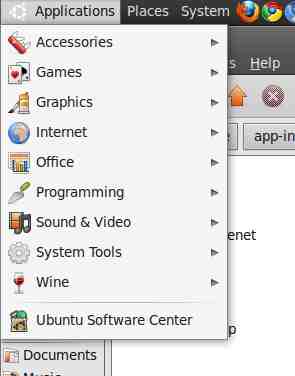 Applications Places System
s Help
Accessories
Games
Graphics
Internet
app-in
Office
Programming
Sound & Video
enet
System Tools
Wine
Ubuntu Software Center
p
Documents